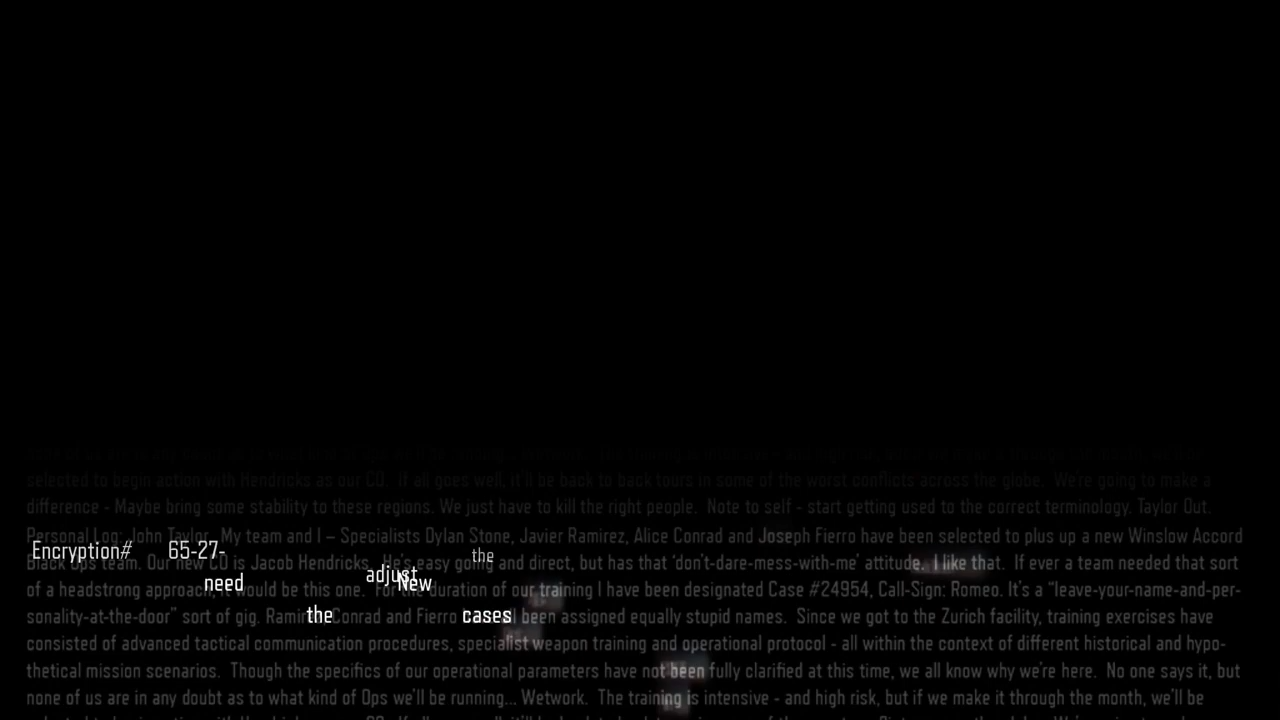 selected to begin action with Hendricks as our CO. If all goes well, it'll be back to back tours in some of the worst conflicts across the globe. We're going to make a
difference - Maybe bring some stability to these regions. We just have to kill the right people. Note to self - start getting used to the correct terminology. Taylor Out.
Personal Log: John Taylor. My team and I – Specialists Dylan Stone, Javier Ramirez, Alice Conrad and Joseph Fierro have been selected to plus up a new Winslow Accord
Encryption# 65-27-
the
Black Ops team. Our new CO is Jacob Hendricks. He's easy going and direct, but has that 'don't-dare-mess-with-me' attitude. I like that. If ever a team needed that sort
adjust
need New
of a headstrong approach, would be this one. For duration of our training I have been designated Case #24954, Call-Sign: Romeo. It's a "leave-your-name-and-per-
the cases
sonality-at-the-door" sort of gig. Conrad and Fierro been assigned equally stupid names. Since we got to the Zurich facility, training exercises have
consisted of advanced tactical communication procedures, specialist weapon training and operational protocol - all within the context of different historical and hypo-
thetical mission scenarios. Though the specifics of our operational parameters have not been fully clarified at this time, we all know why we're here. No one says it, but
none of us are in any doubt as to what kind of Ops we'll be running... Wetwork. The training is intensive - and high risk, but if we make it through the month, we'll be